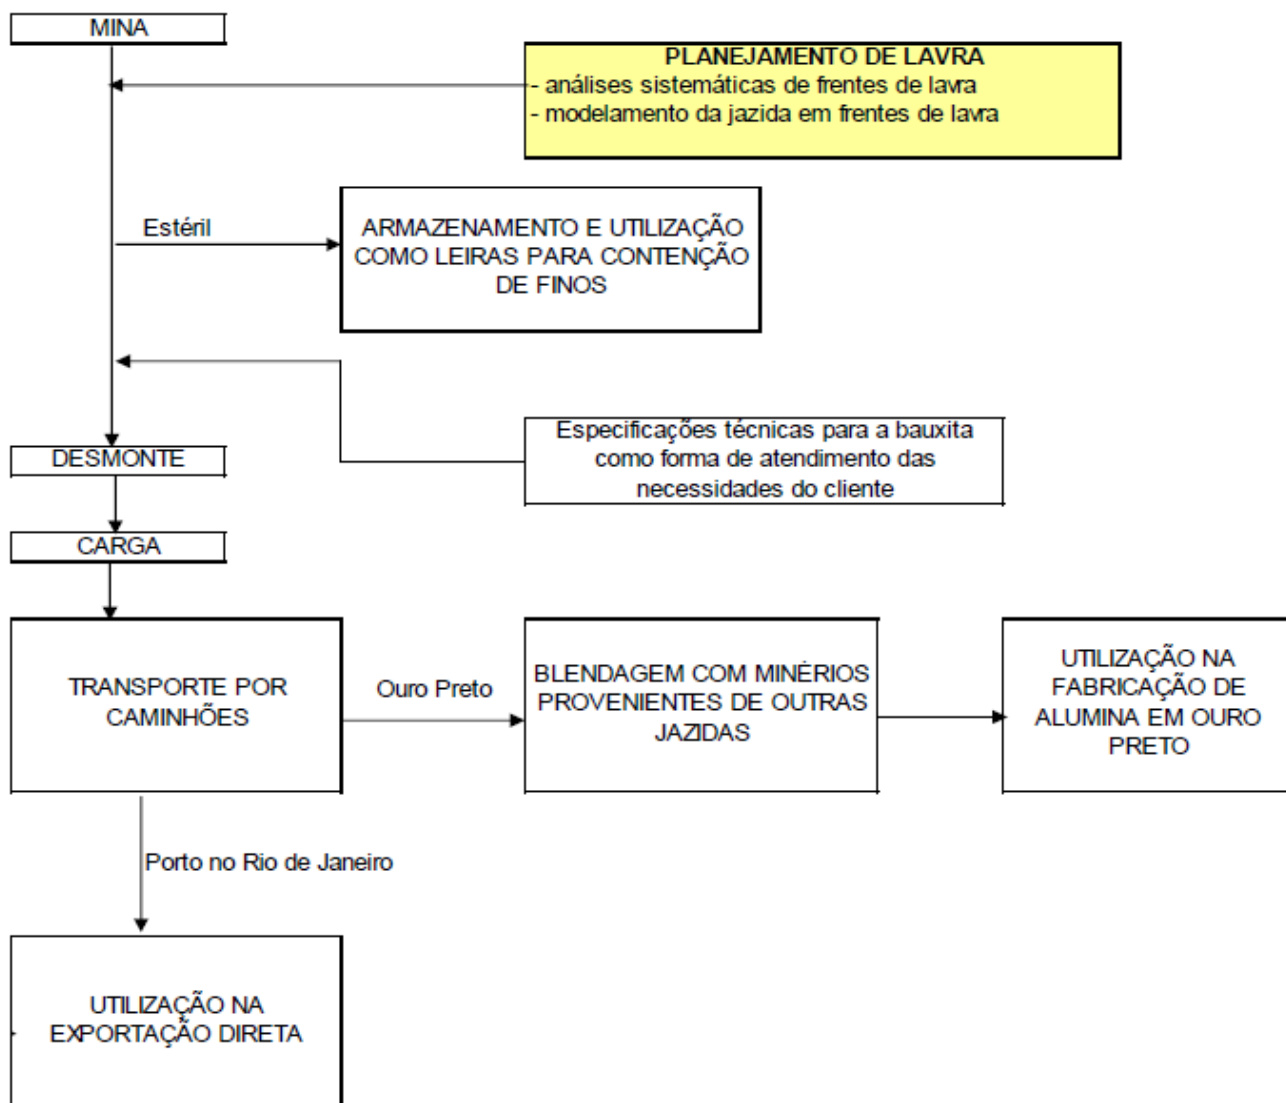 MINA
PLANEJAMENTO DE LAVRA
- análises sistemáticas de frentes de lavra
- modelamento da jazida em frentes de lavra
Estéril
ARMAZENAMENTO E UTILIZAÇÃO
COMO LEIRAS PARA CONTENÇÃO
DE FINOS
Especificações técnicas para a bauxita
como forma de atendimento das
necessidades do cliente
DESMONTE
CARGA
TRANSPORTE POR
CAMINHÕES
Ouro Preto
BLENDAGEM COM MINÉRIOS
PROVENIENTES DE OUTRAS
JAZIDAS
UTILIZAÇÃO NA
FABRICAÇÃO DE
ALUMINA EM OURO
PRETO
Porto no Rio de Janeiro
UTILIZAÇÃO NA
EXPORTAÇÃO DIRETA